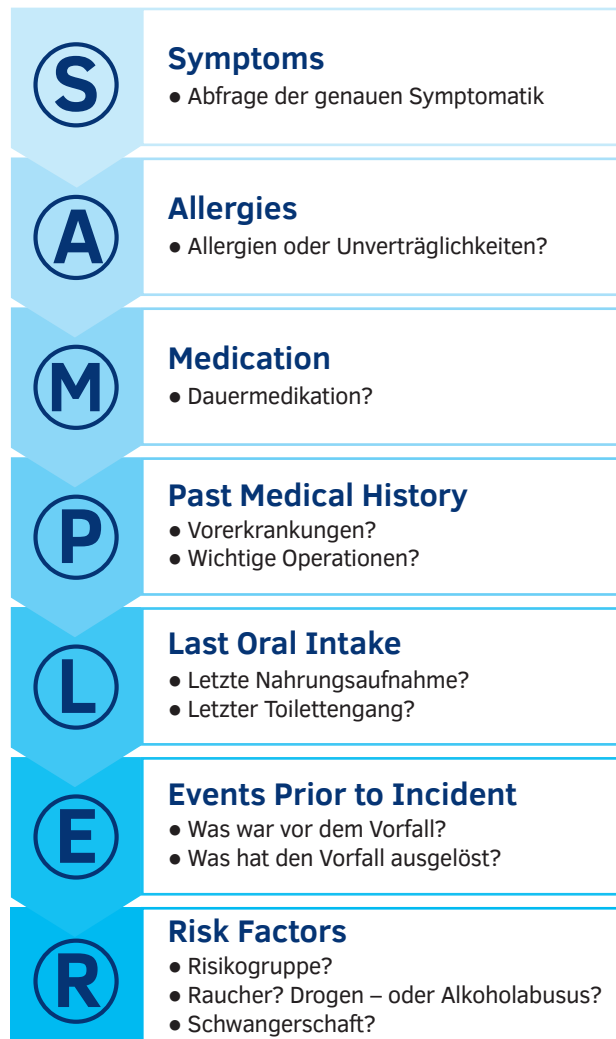 S
Symptoms
● Abfrage der genauen Symptomatik
A
Allergies
● Allergien oder Unverträglichkeiten?
M
Medication
● Dauermedikation?
P
Past Medical History
● Vorerkrankungen?
● Wichtige Operationen?
L
Last Oral Intake
● Letzte Nahrungsaufnahme?
● Letzter Toilettengang?
E
Events Prior to Incident
● Was war vor dem Vorfall?
● Was hat den Vorfall ausgelöst?
R
Risk Factors
● Risikogruppe?
● Raucher? Drogen – oder Alkoholabusus?
● Schwangerschaft?